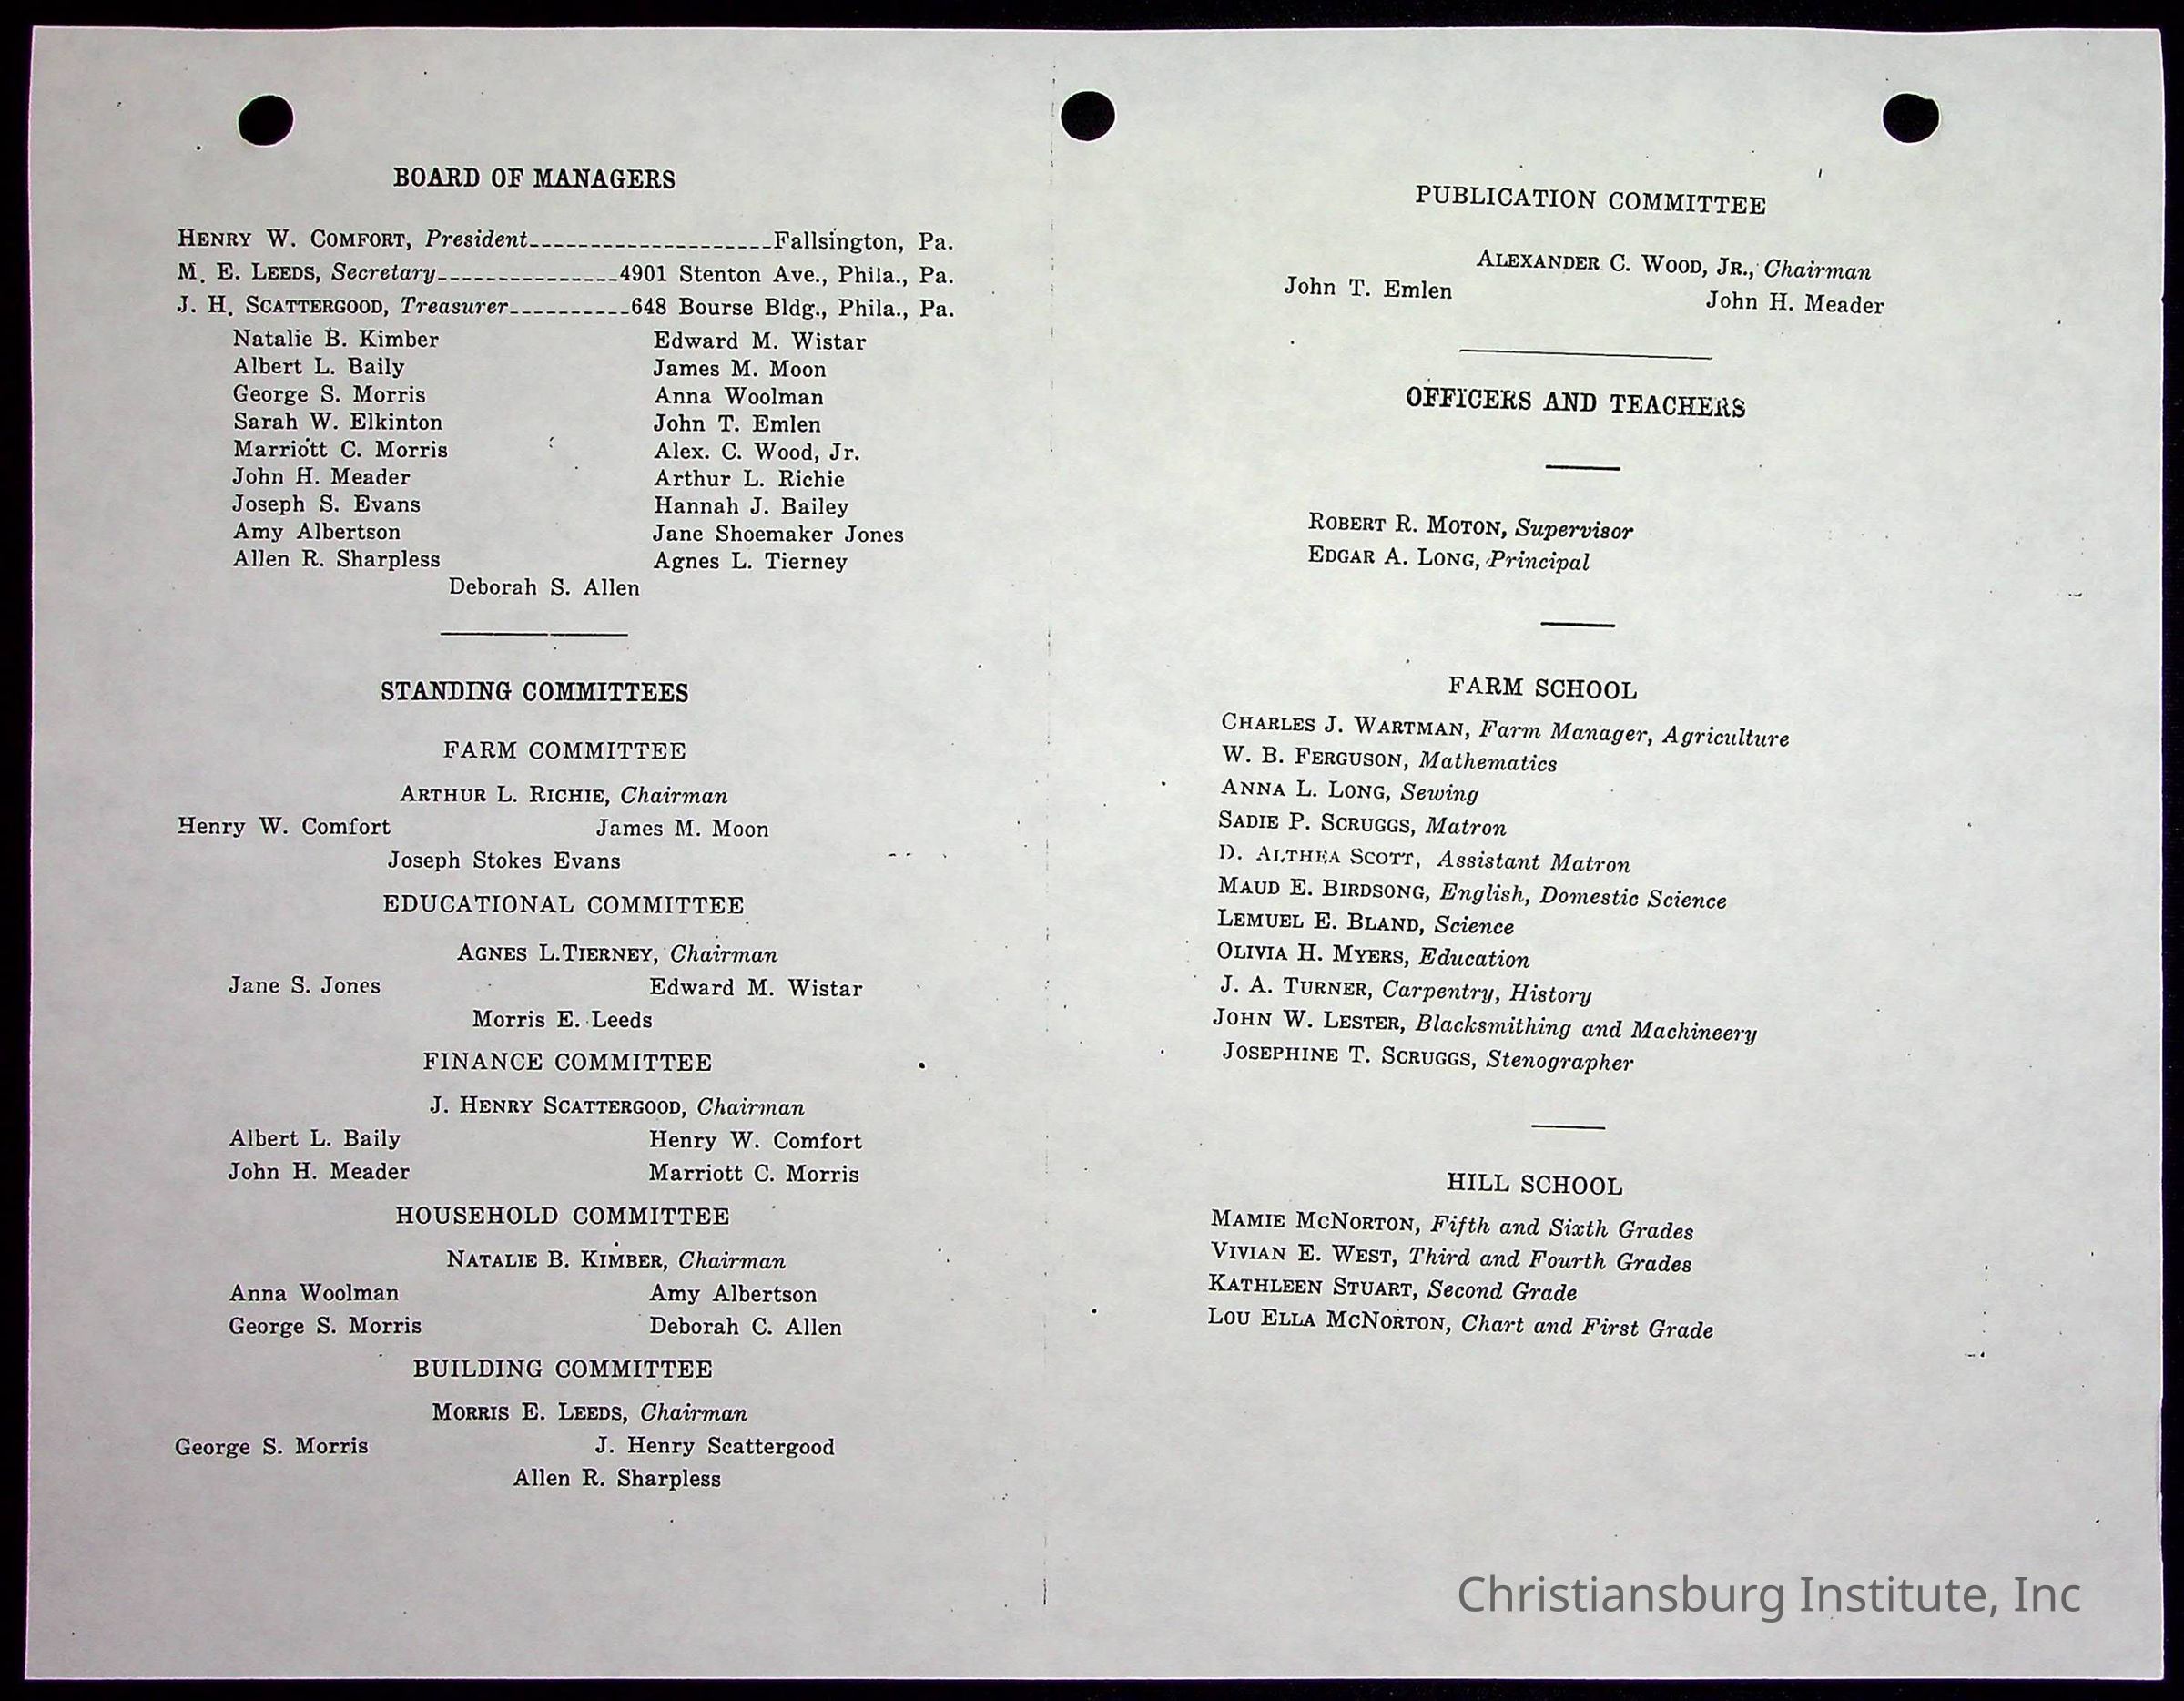 BOARD OF MANAGERS
HENRY W. COMFORT, President--------------------Fallsington, Pa.
M. E. LEEDS, Secretary---------------4901 Stenton Ave., Phila., Pa.
J. H. SCATTERGOOD, Treasurer----------648 Bourse Bldg., Phila., Pa.
Natalie B. Kimber Edward M. Wistar
Albert L. Baily James M. Moon
George S. Morris Anna Woolman
Sarah W. Elkinton John T. Emlen
Marriott C. Morris Alex. C. Wood, Jr.
John H. Meader Arthur L. Richie
Joseph S. Evans Hannah J. Bailey
Amy Albertson Jane Shoemaker Jones
Allen R. Sharpless Agnes L. Tierney
Deborah S. Allen
STANDING COMMITTEES
FARM COMMITTEE
ARTHUR L. RICHIE, Chairman
Henry W. Comfort James M. Moon
Joseph Stokes Evans
EDUCATIONAL COMMITTEE
AGNES L.TIERNEY, Chairman
Jane S. Jones Edward M. Wistar
Morris E. Leeds
FINANCE COMMITTEE
J. HENRY SCATTERGOOD, Chairman
Albert L. Baily Henry W. Comfort
John H. Meader Marriott C. Morris
HOUSEHOLD COMMITTEE
NATALIE B. KIMBER, Chairman
Anna Woolman Amy Albertson
George S. Morris Deborah C. Allen
BUILDING COMMITTEE
MORRIS E. LEEDS, Chairman
George S. Morris J. Henry Scattergood
Allen R. Sharpless
PUBLICATION COMMITTEE
ALEXANDER C. WOOD, JR., Chairman
John T. Emlen John H. Meader
OFFICERS AND TEACHERS
ROBERT R. MOTON, Supervisor
EDGAR A. LONG, Principal
FARM SCHOOL
CHARLES J. WARTMAN, Farm Manager, Agriculture
W. B. FERGUSON, Mathematics
ANNA L. LONG, Sewing
SADIE P. SCRUGGS, Matron
D. ALTHEA SCOTT, Assistant Matron
MAUD E. BIRDSONG, English, Domestic Science
LEMUEL E. BLAND, Science
OLIVIA H. MYERS, Education
J. A. TURNER, Carpentry, History
JOHN W. LESTER, Blacksmithing and Machineery
JOSEPHINE T. SCRUGGS, Stenographer
HILL SCHOOL
MAMIE MCNORTON, Fifth and Sixth Grades
VIVIAN E. WEST, Third and Fourth Grades
KATHLEEN STUART, Second Grade
LOU ELLA MCNORTON, Chart and First Grade
Christiansburg Institute, Inc